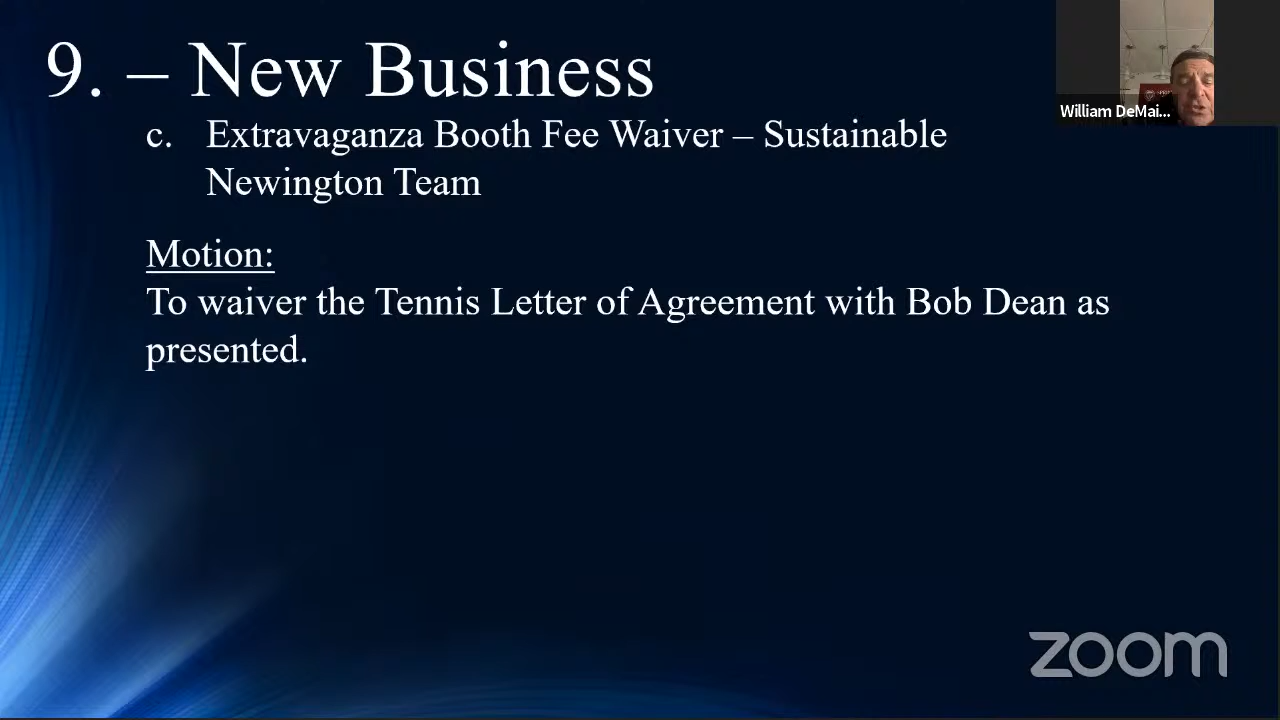 9. – New Business
c. Extravaganza Booth Fee Waiver – Sustainable
Newington Team
Motion:
To waiver the Tennis Letter of Agreement with Bob Dean as
presented.
William DeMai...
zoom